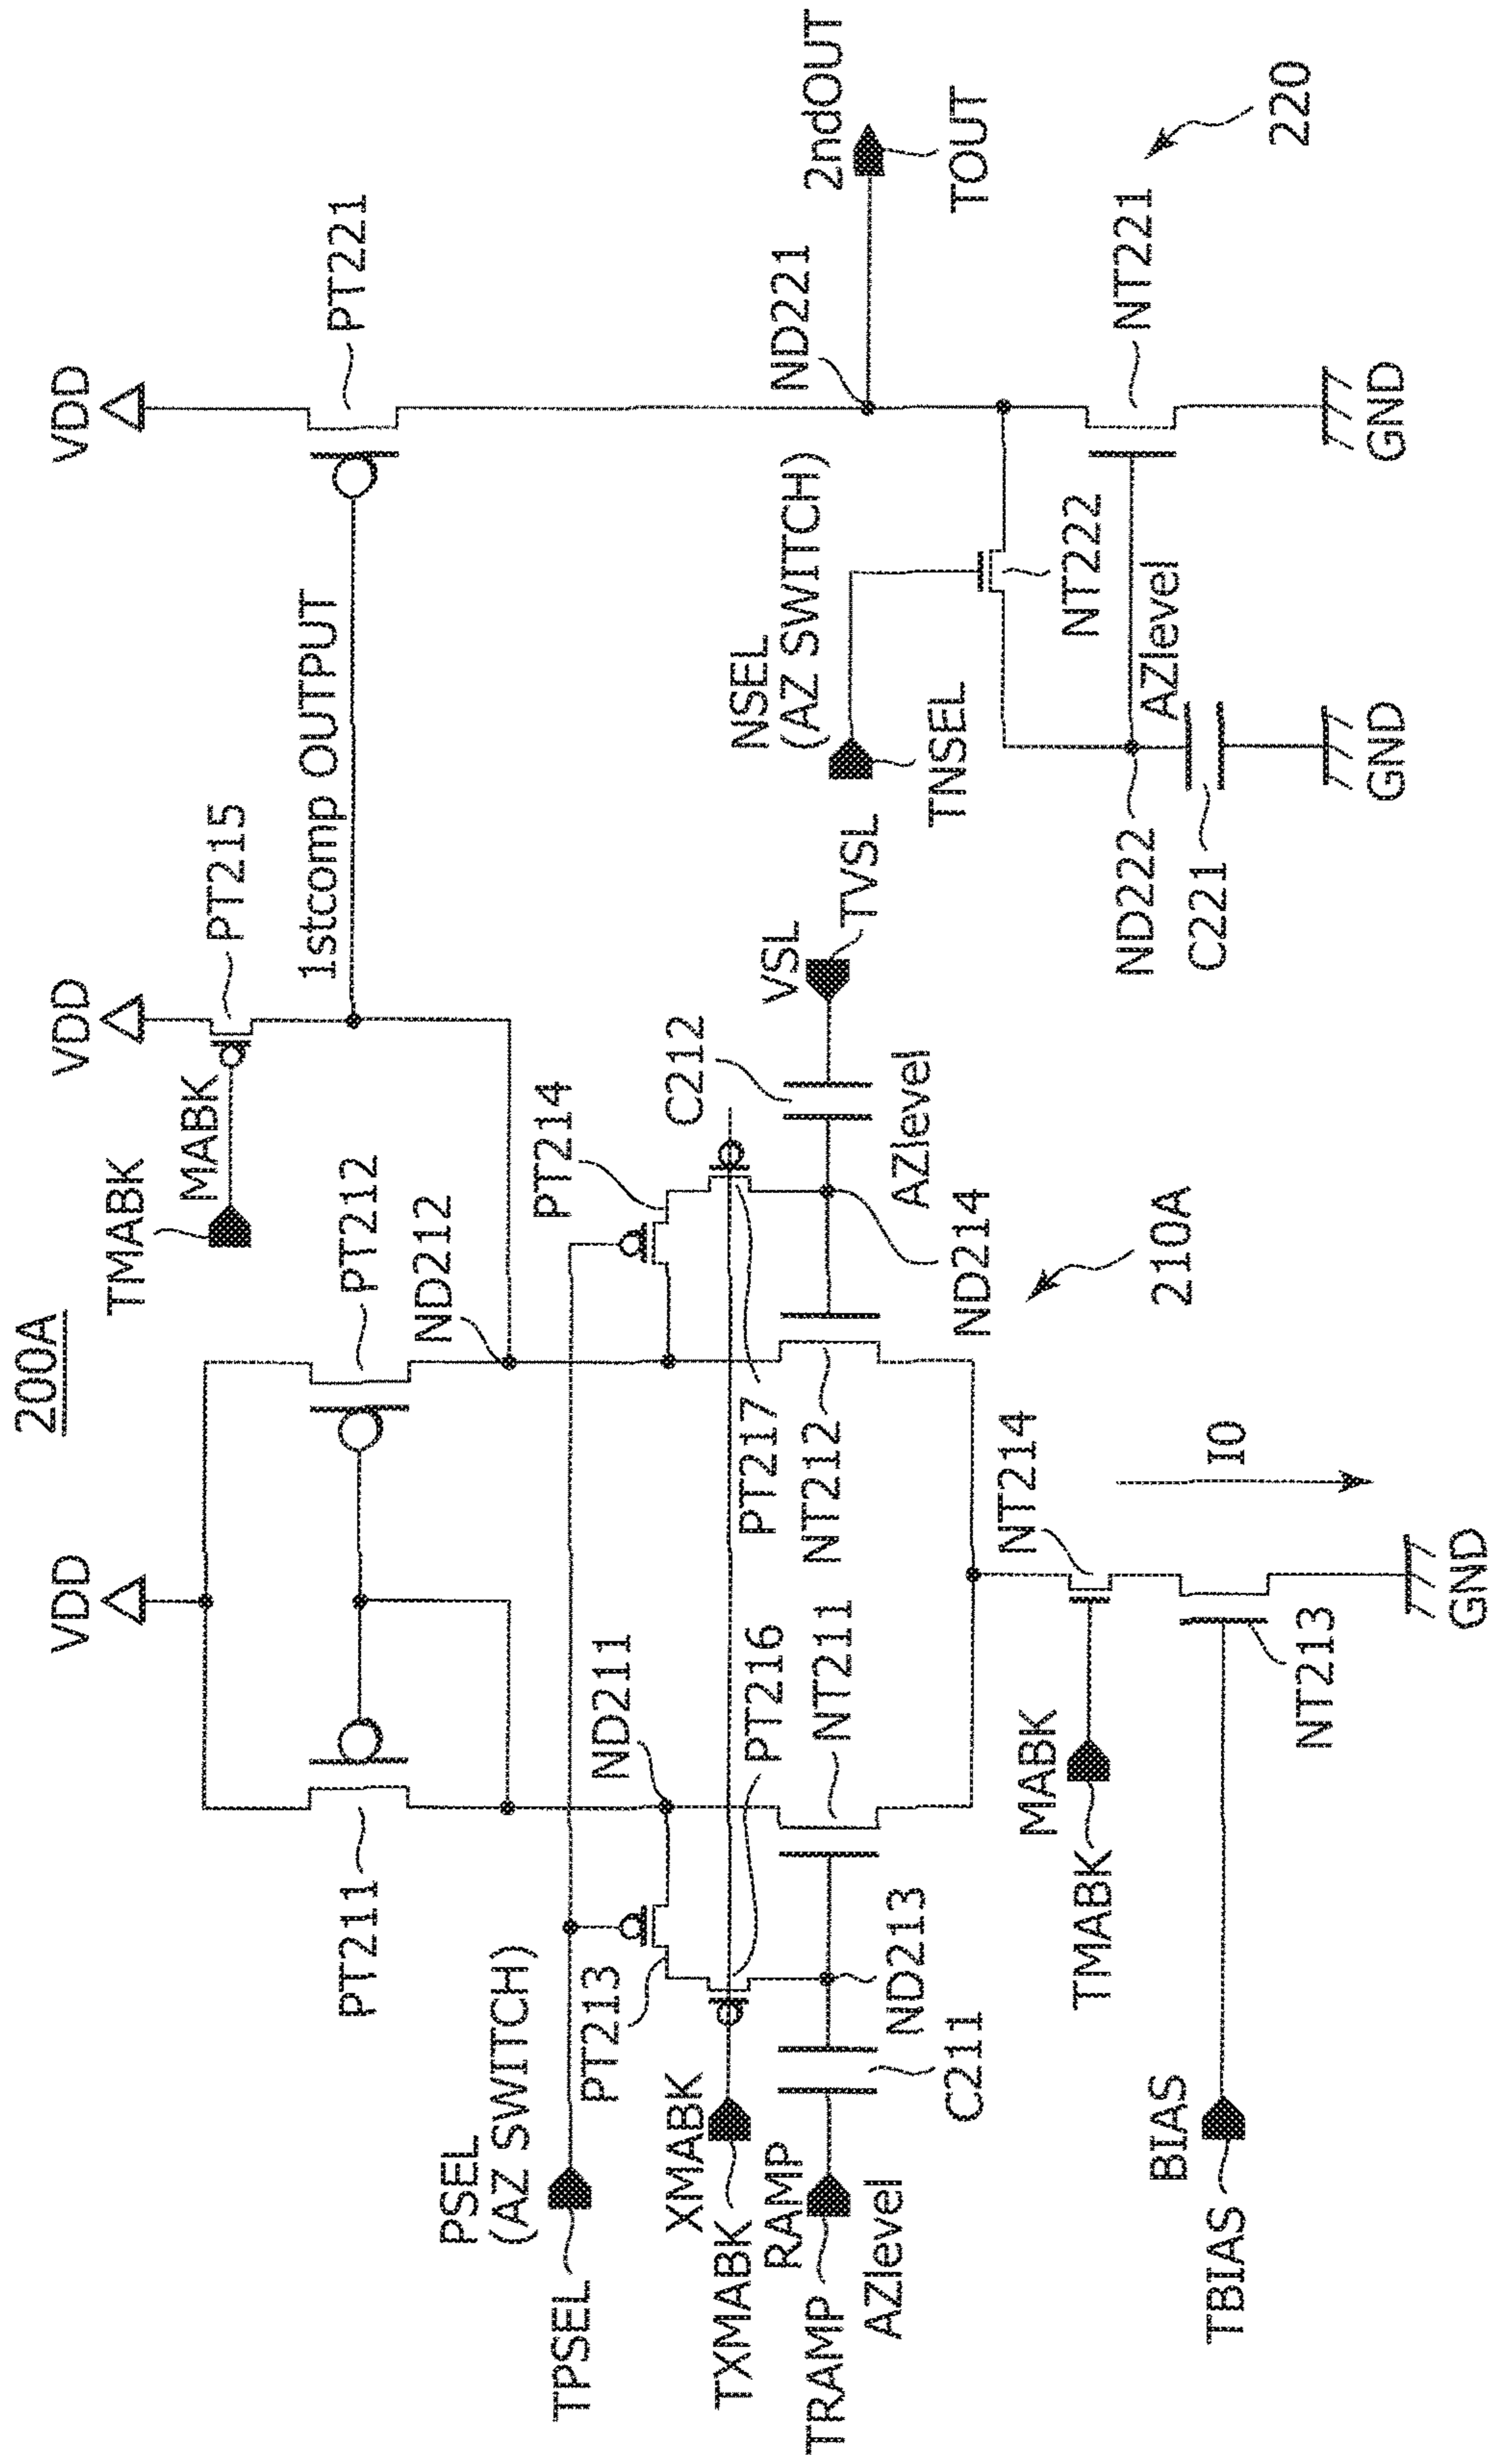 200A
VDD
VDD
VDD
TMABK
MABK
PT215
PT211
PT212
1stcomp OUTPUT
PT221
ND212
PSEL
(AZ SWITCH)
TPSEL
PT213
ND211
PT214
C212
XMABK
TXMABK
PT216
PT217
VSL
TVSL
NSEL
(AZ SWITCH)
TNSEL
ND221
2ndOUT
TOUT
RAMP
TRAMP
AZlevel
NT211
NT212
AZlevel
ND213
C211
ND214
NT222
MABK
TMABK
NT214
210A
ND222
AZlevel
C221
NT221
220
BIAS
TBIAS
NT213
I0
GND
GND
GND